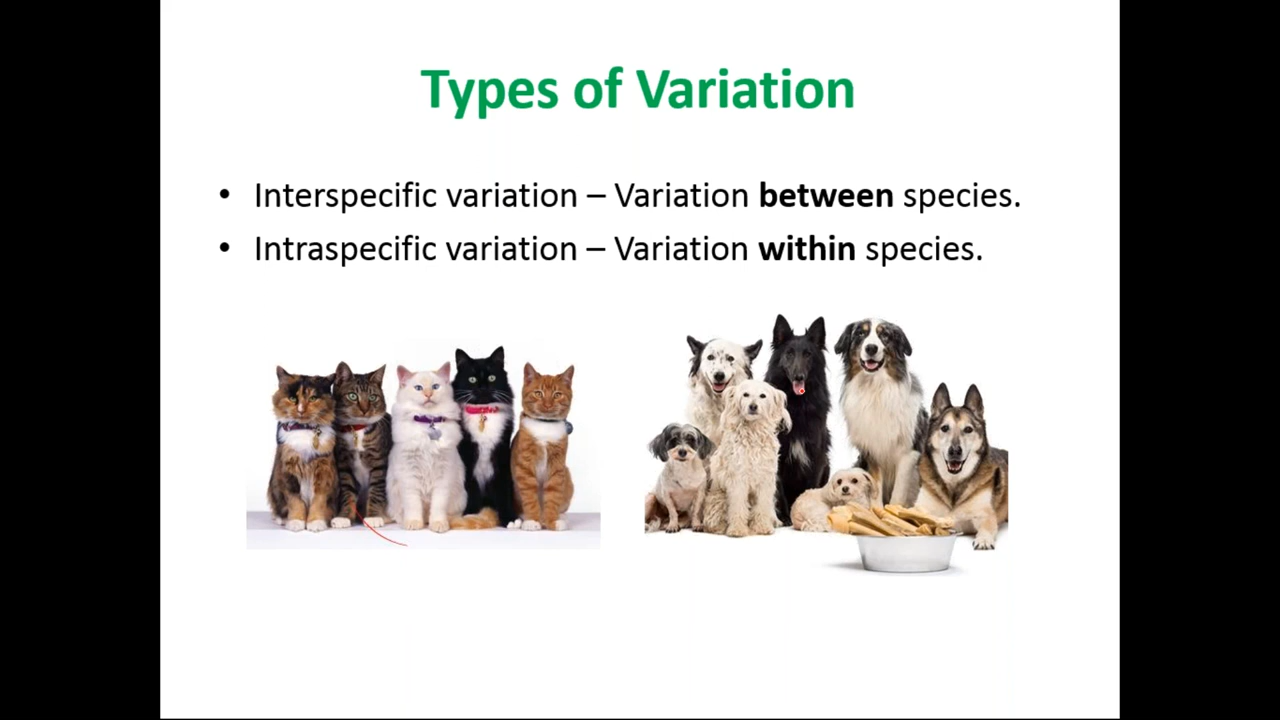 Types of Variation
• Interspecific variation – Variation between species.
• Intraspecific variation – Variation within species.